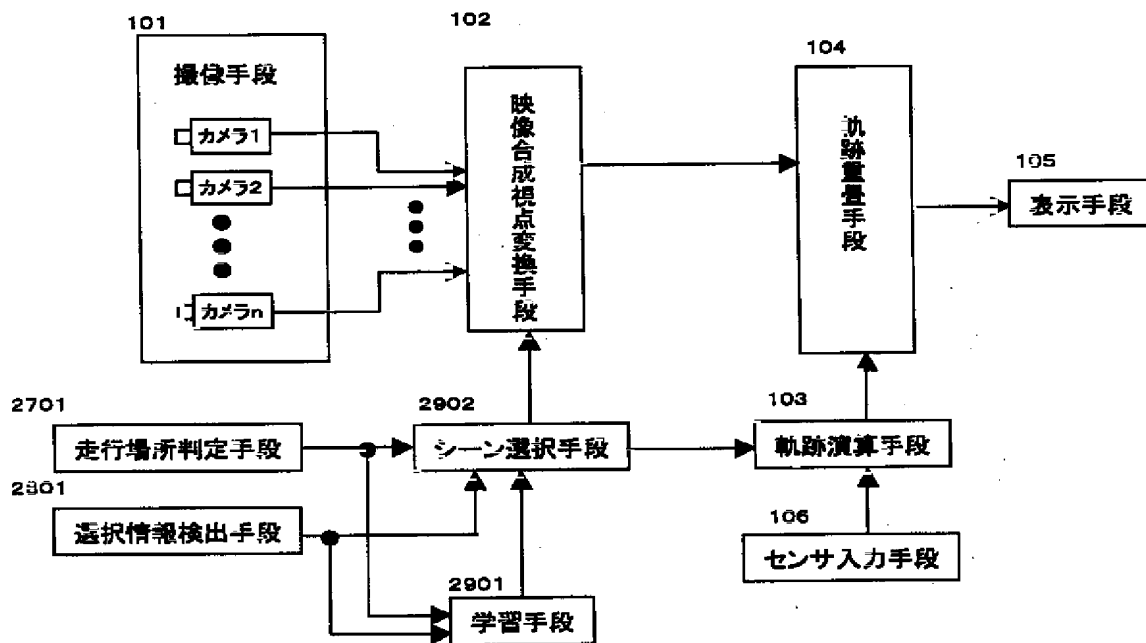 101
撮像手段
カメラ1
カメラ2
カメラn
102
映像合成視点変換手段
104
軌跡重畳手段
105
表示手段
2701
走行場所判定手段
2801
選択情報検出手段
2902
シーン選択手段
2901
学習手段
103
軌跡演算手段
106
センサ入力手段